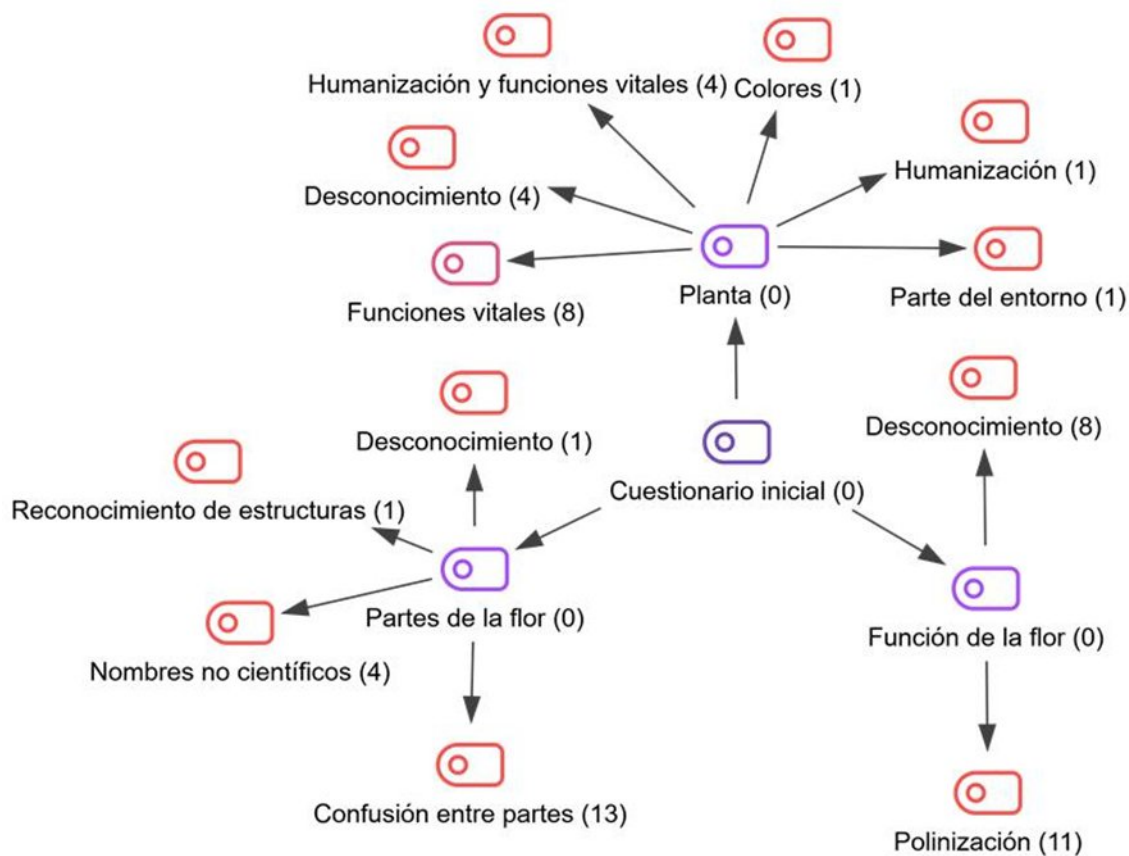 Humanización y funciones vitales (4)
Colores (1)
Humanización (1)
Desconocimiento (4)
Funciones vitales (8)
Planta (0)
Parte del entorno (1)
Desconocimiento (1)
Desconocimiento (8)
Reconocimiento de estructuras (1)
Cuestionario inicial (0)
Partes de la flor (0)
Función de la flor (0)
Nombres no científicos (4)
Confusión entre partes (13)
Polinización (11)